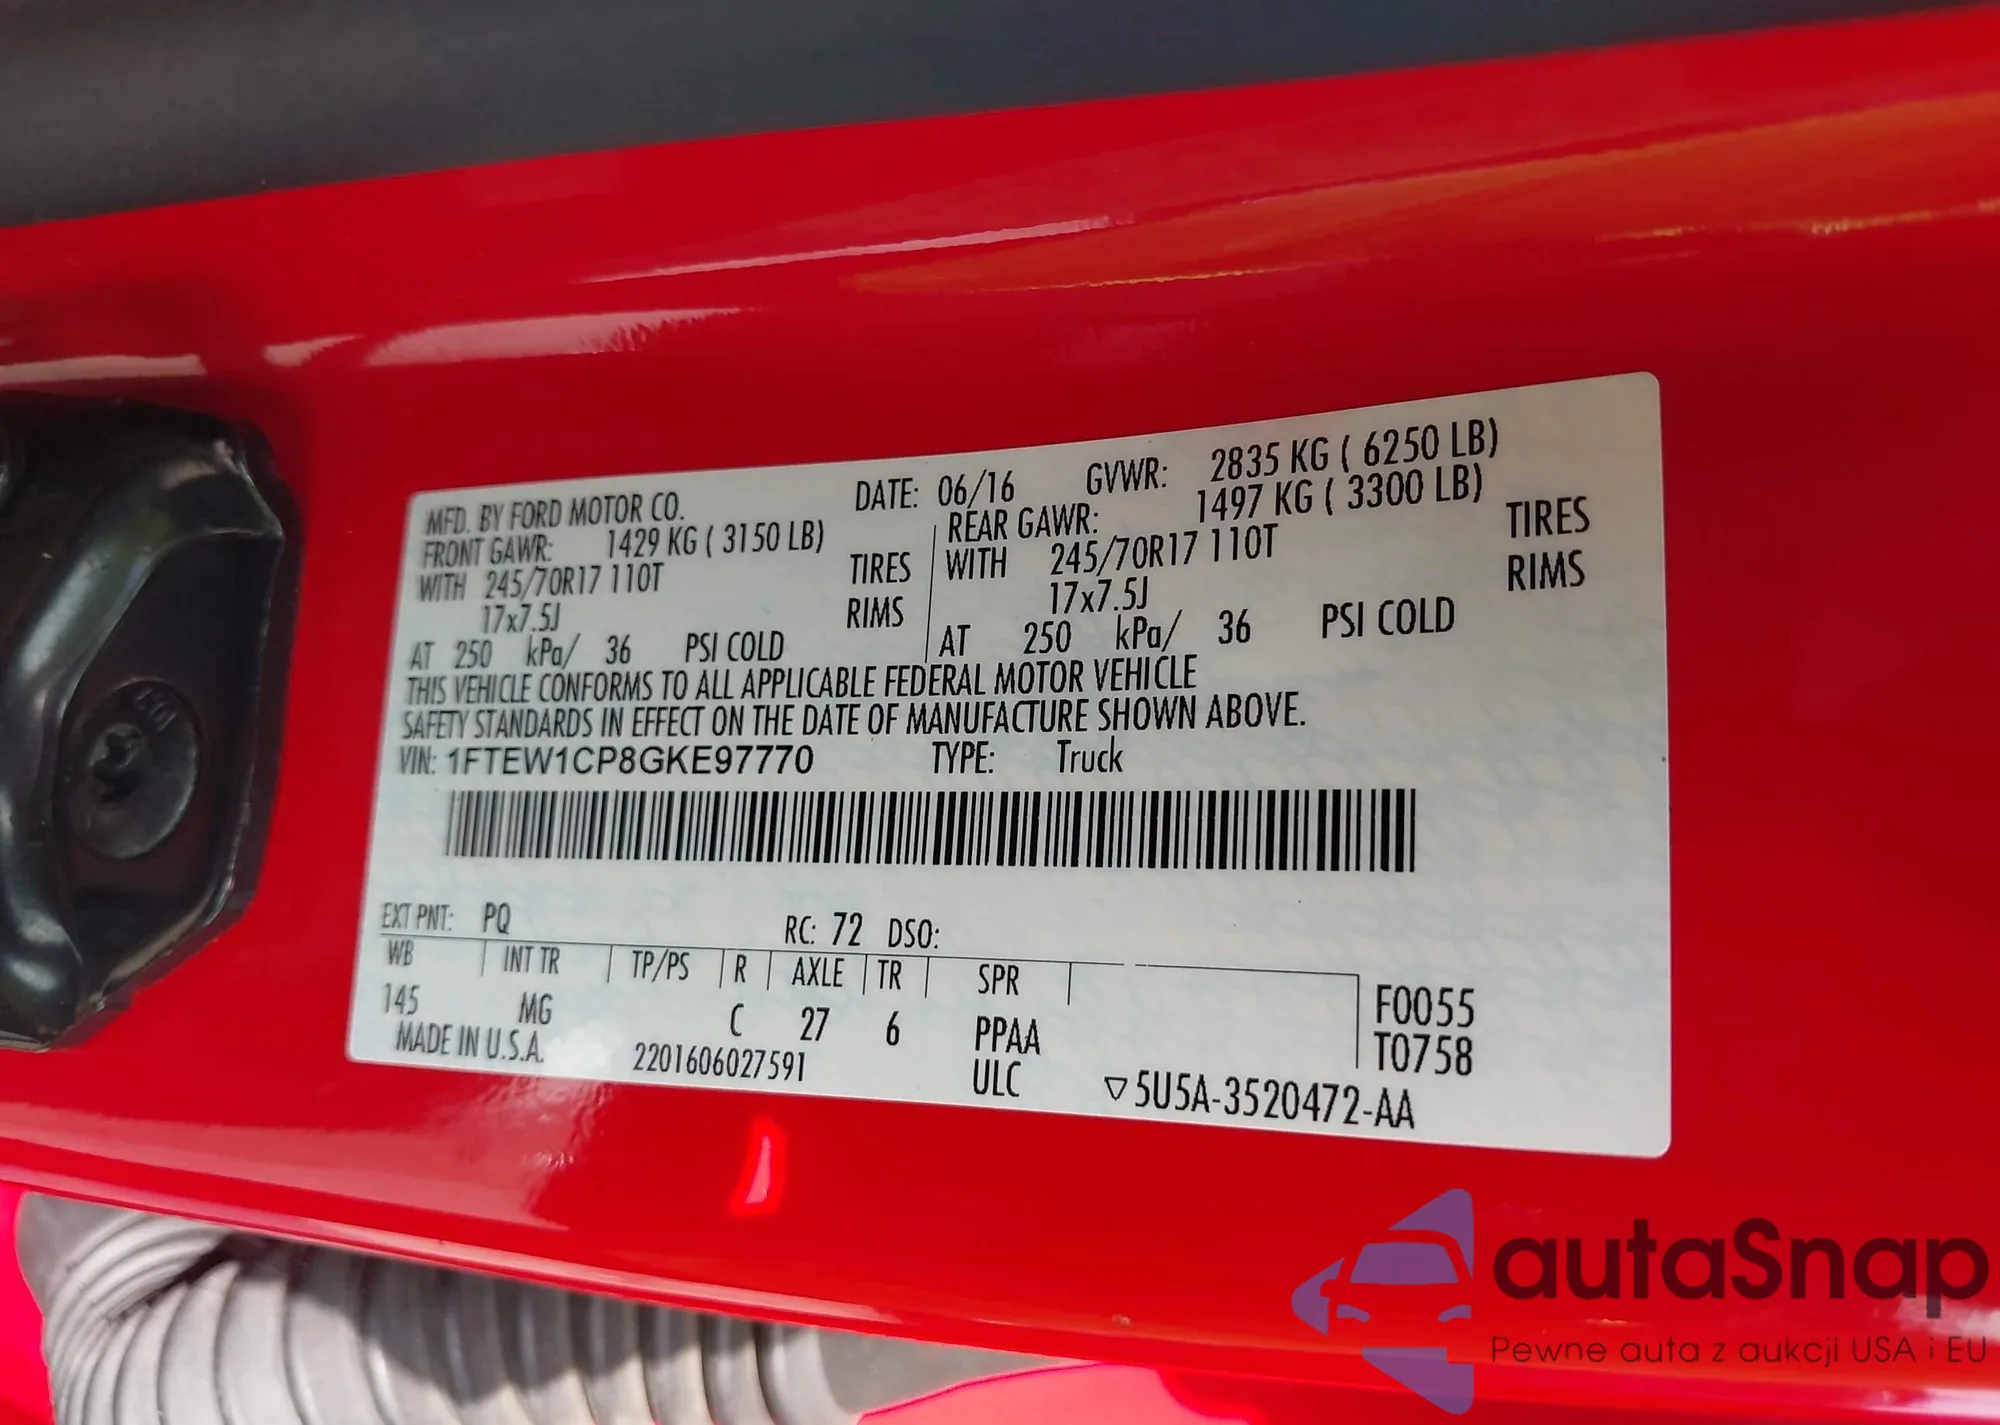 MFD. BY FORD MOTOR CO. DATE: 06/16 GVWR: 2835 KG ( 6250 LB)
FRONT GAWR: 1429 KG ( 3150 LB) REAR GAWR: 1497 KG ( 3300 LB)
WITH 245/70R17 110T TIRES WITH 245/70R17 110T TIRES
17x7.5J RIMS 17x7.5J RIMS
AT 250 kPa/ 36 PSI COLD AT 250 kPa/ 36 PSI COLD
THIS VEHICLE CONFORMS TO ALL APPLICABLE FEDERAL MOTOR VEHICLE
SAFETY STANDARDS IN EFFECT ON THE DATE OF MANUFACTURE SHOWN ABOVE.
VIN: 1FTEW1CP8GKE97770 TYPE: Truck
EXT PNT: PQ RC: 72 DSO:
WB INT TR TP/PS R AXLE TR SPR
145 MG C 27 6 PPAA F0055
T0758
MADE IN U.S.A. 2201606027591 ULC ▽5U5A-3520472-AA
autaSnap
Pewne auta z aukcji USA i EU